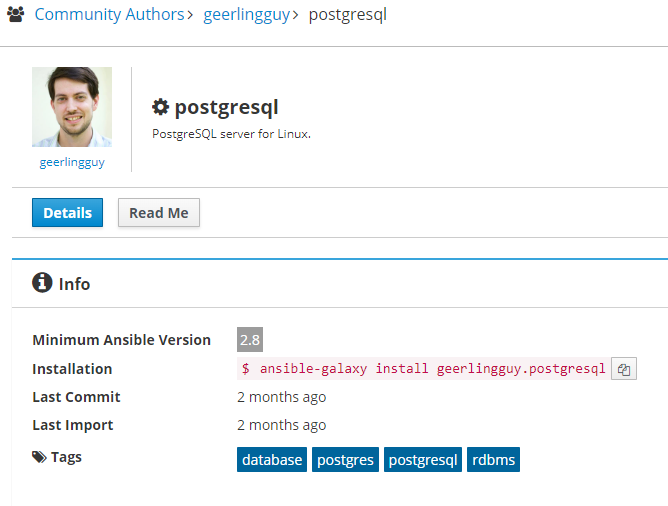 Community Authors > geerlingguy > postgresql
postgresql
PostgreSQL server for Linux.
geerlingguy
Details Read Me
Info
Minimum Ansible Version 2.8
Installation $ ansible-galaxy install geerlingguy.postgresql
Last Commit 2 months ago
Last Import 2 months ago
Tags database postgres postgresql rdbms